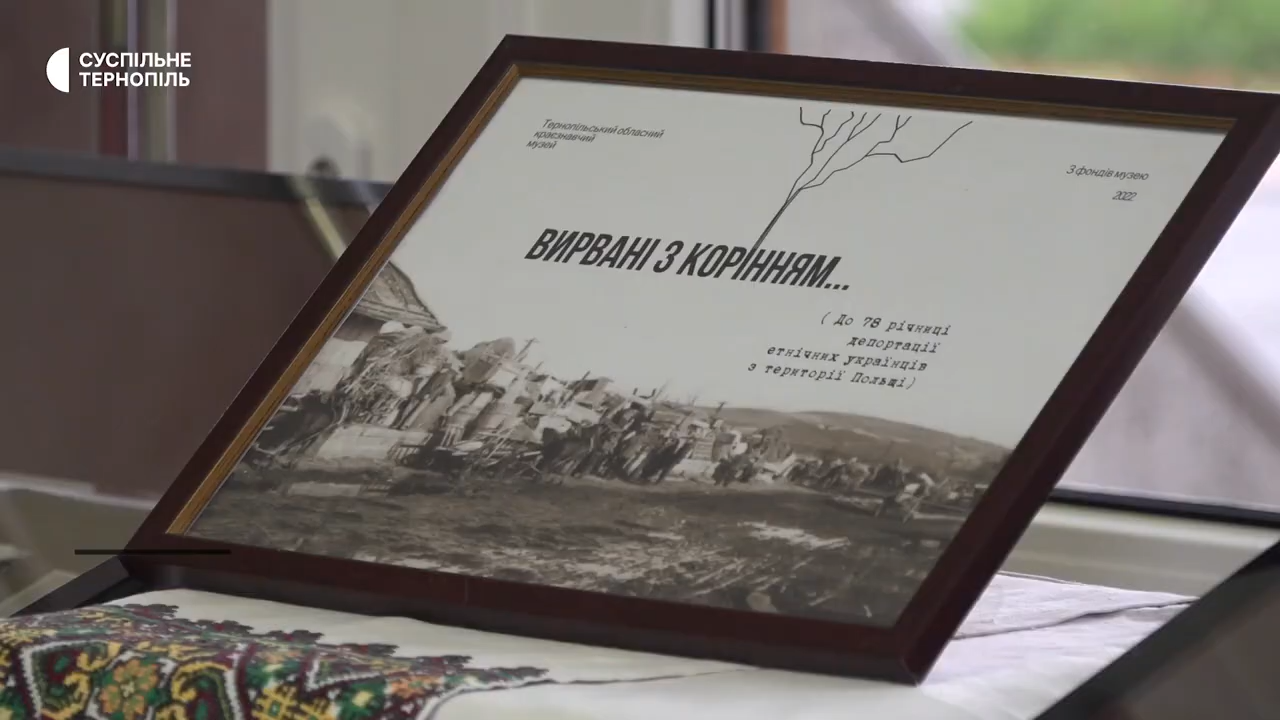 СУСПІЛЬНЕ
ТЕРНОПІЛЬ
Тернопільський обласний
краєзнавчий
музей
З фондів музею
2022
ВИРВАНІ З КОРІННЯМ...
( До 78 річниці
депортації
етнічних українців
з території Польщі)